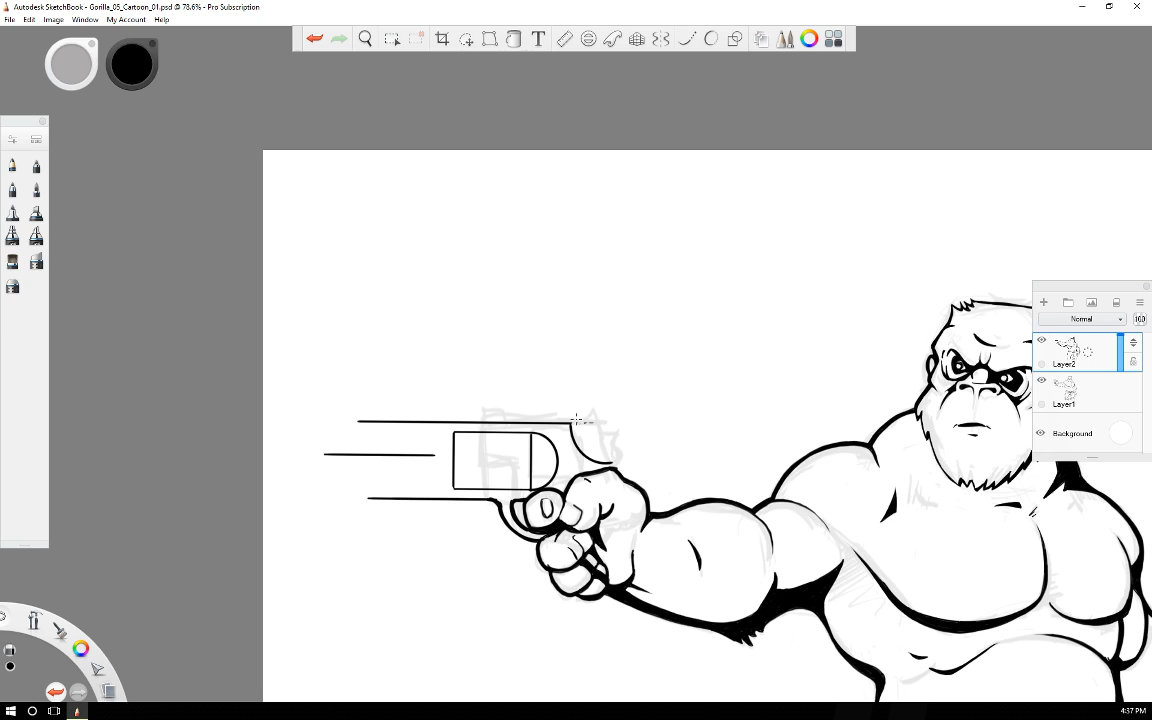 Autodesk SketchBook - Gorilla_05_Cartoon_01.psd @ 78.6% - Pro Subscription
File Edit Image Window My Account Help
T
Normal 100
Layer2
Layer1
Background
4:37 PM